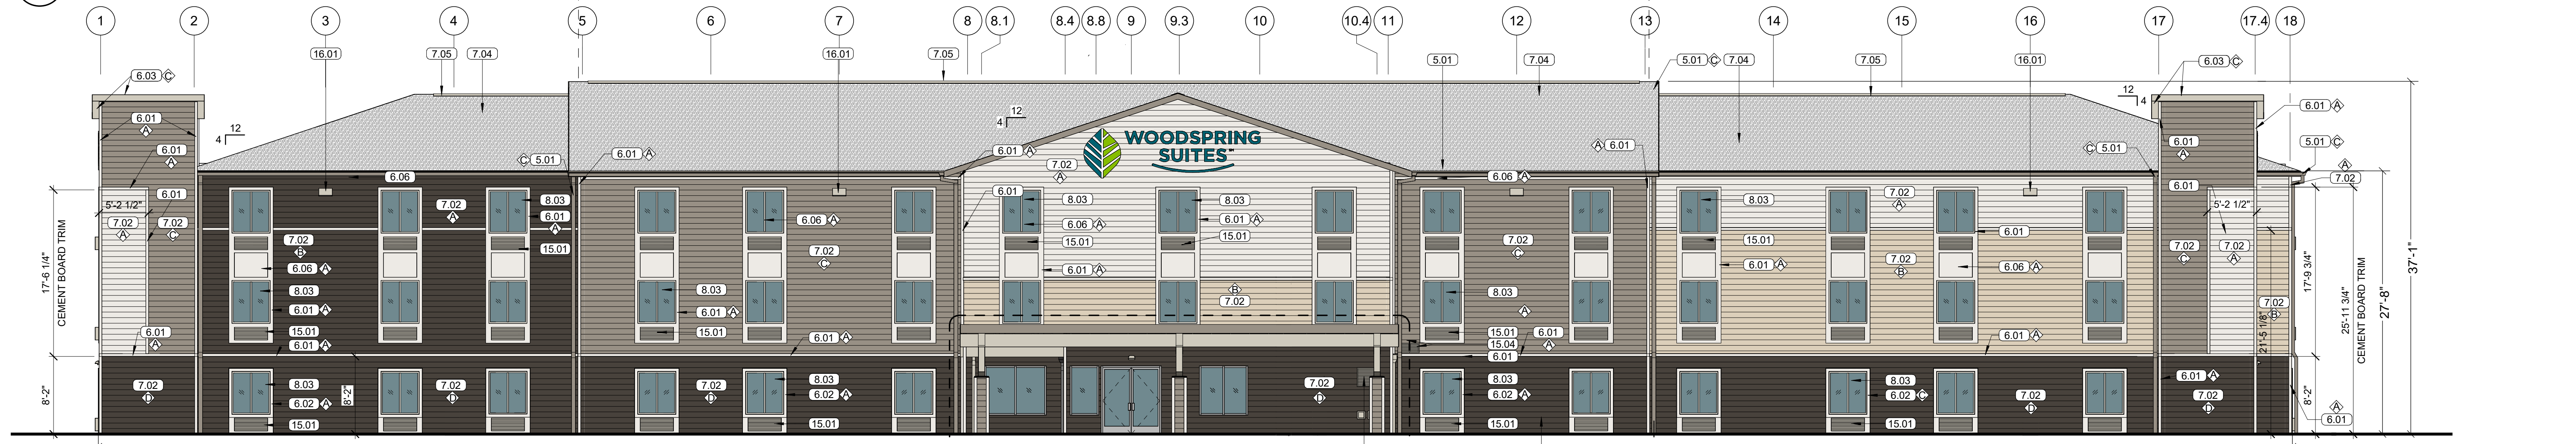 1 2 3 4 5 6 7 8 8.1 8.4 8.8 9 9.3 10 10.4 11 12 13 14 15 16 17 17.4 18
16.01 7.05 7.04 16.01 7.05 5.01 7.04 5.01 C 7.04 7.05 16.01
6.03 C 6.03 C
12 4 12 4 12 4
6.01 A 6.01 A
WOODSPRING
SUITES
6.01 A C 5.01 6.01 A 6.01 A A 6.01 C 5.01 6.01 A 5.01 C
7.02 A A
6.06 6.06 A 6.01 7.02
6.01 8.03 6.01 8.03 8.03 8.03 7.02 A
5'-2 1/2" 7.02 A 6.01 A 5'-2 1/2"
7.02 A 7.02 C 6.06 A 6.06 A 6.01 A 6.01
7.02 B 15.01 7.02 C 15.01 15.01 7.02 C 15.01 7.02 C 7.02 A
6.06 A 6.01 A 6.01 A 7.02 B 6.06 A
8.03 8.03 B 7.02 8.03
6.01 A 6.01 A A 7.02 B
6.01 A 15.01 15.01 15.01 6.01 A
6.01 A 6.01 A 15.04 6.01 A
6.01
7.02 D 8.03 7.02 D 7.02 D 8.03 7.02 D 8.03 8.03 6.01 A
6.02 A 6.02 A 6.02 A 6.02 C 7.02 D 7.02 D
15.01 15.01 15.01 15.01 A 6.01
17'-6 1/4"
CEMENT BOARD TRIM
8'-2"
8'-2"
21'-5 1/8"
17'-9 3/4"
8'-2"
25'-11 3/4"
CEMENT BOARD TRIM
27'-8"
37'-1"